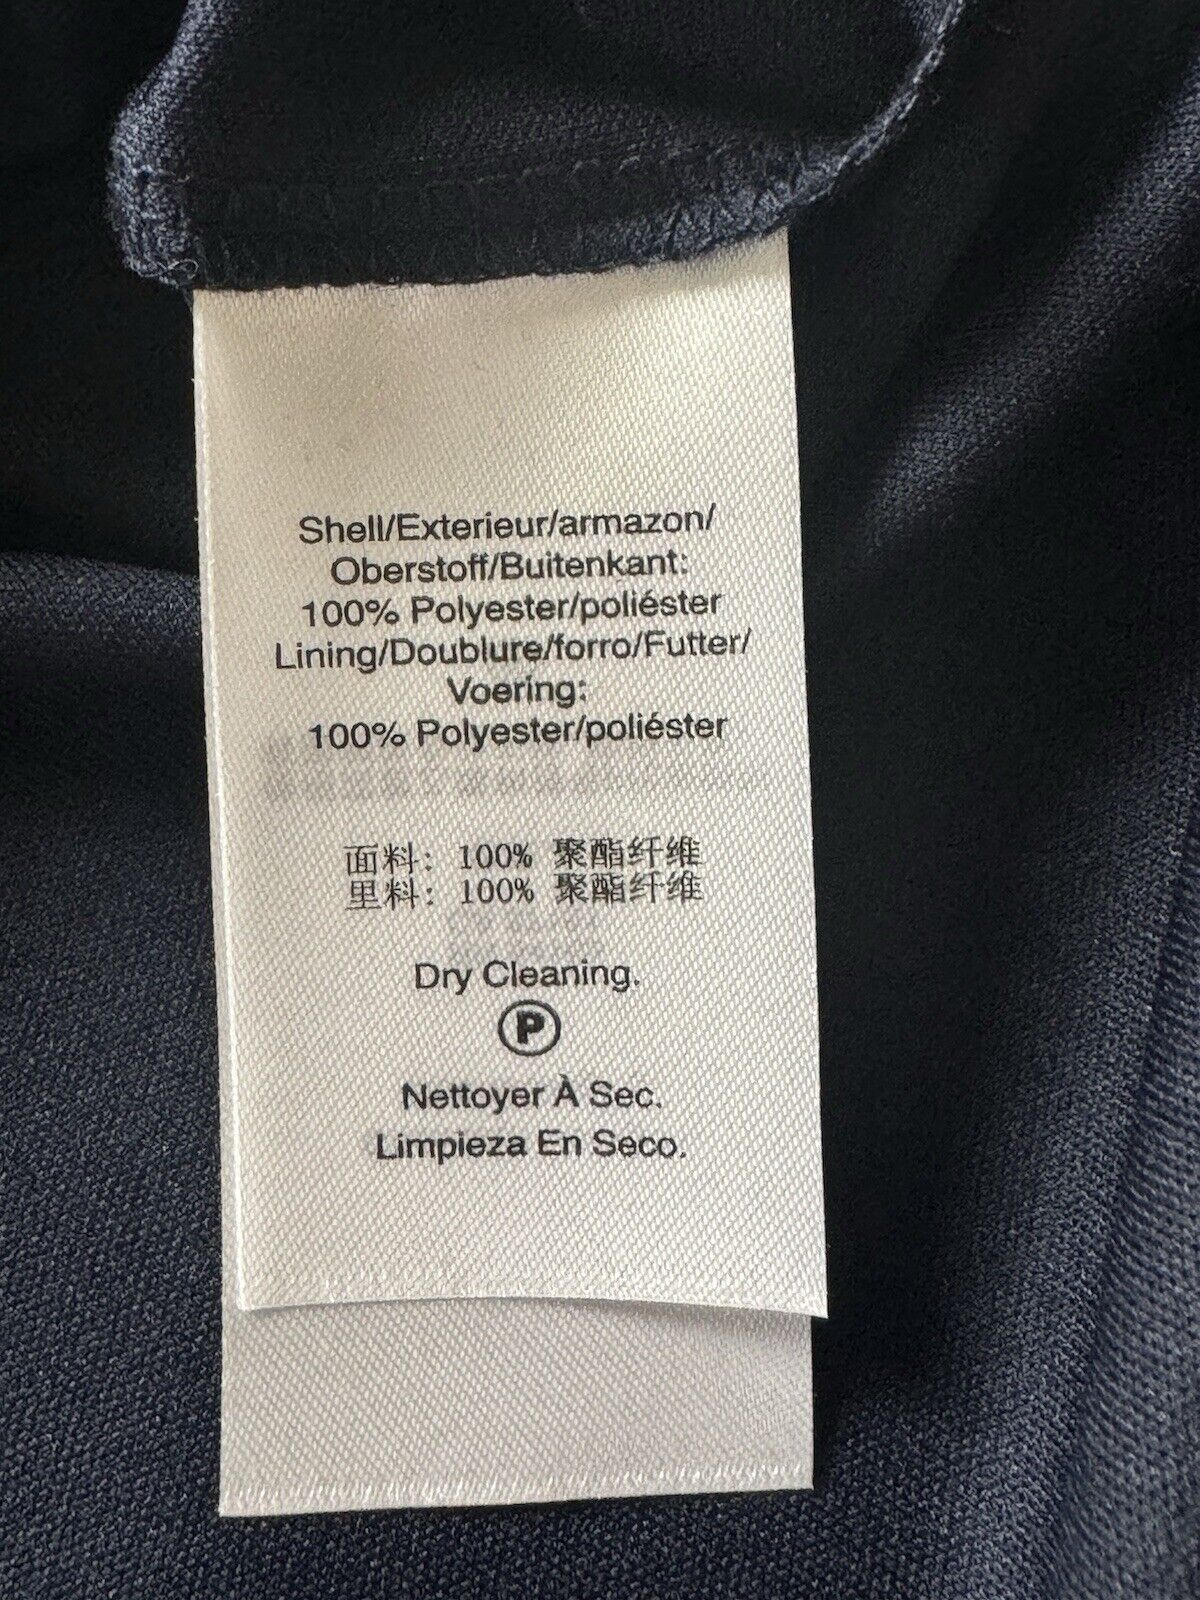 Shell/Exterieur/armazon/
Oberstoff/Buitenkant:
100% Polyester/poliéster
Lining/Doublure/forro/Futter/
Voering:
100% Polyester/poliéster
面料: 100% 聚酯纤维
里料: 100% 聚酯纤维
Dry Cleaning.
P
Nettoyer À Sec.
Limpieza En Seco.